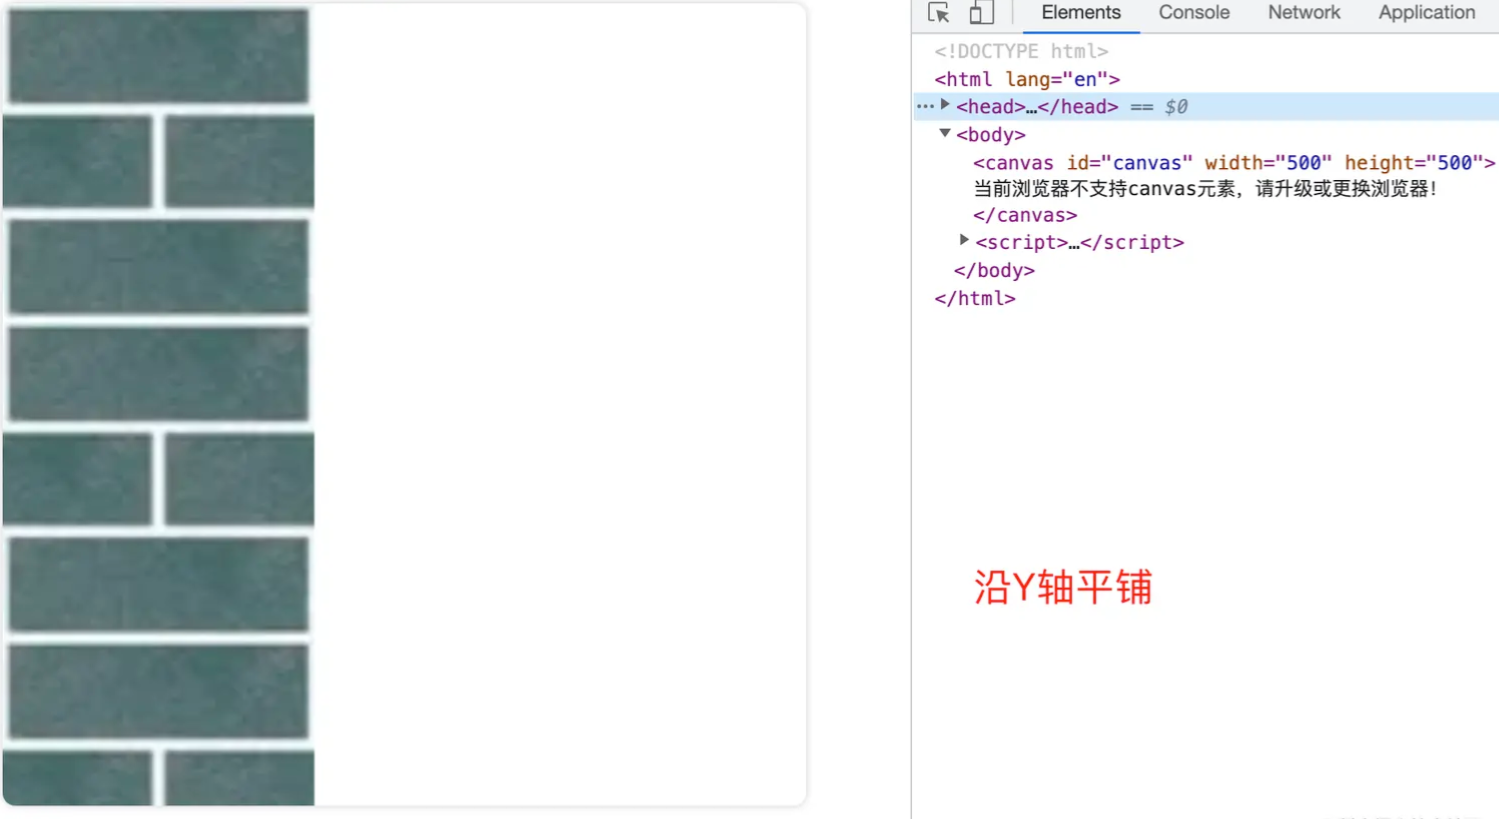 Elements Console Network Application
<!DOCTYPE html>
<html lang="en">
<head>…</head> == $0
<body>
<canvas id="canvas" width="500" height="500">
当前浏览器不支持canvas元素，请升级或更换浏览器！
</canvas>
<script>…</script>
</body>
</html>
沿Y轴平铺